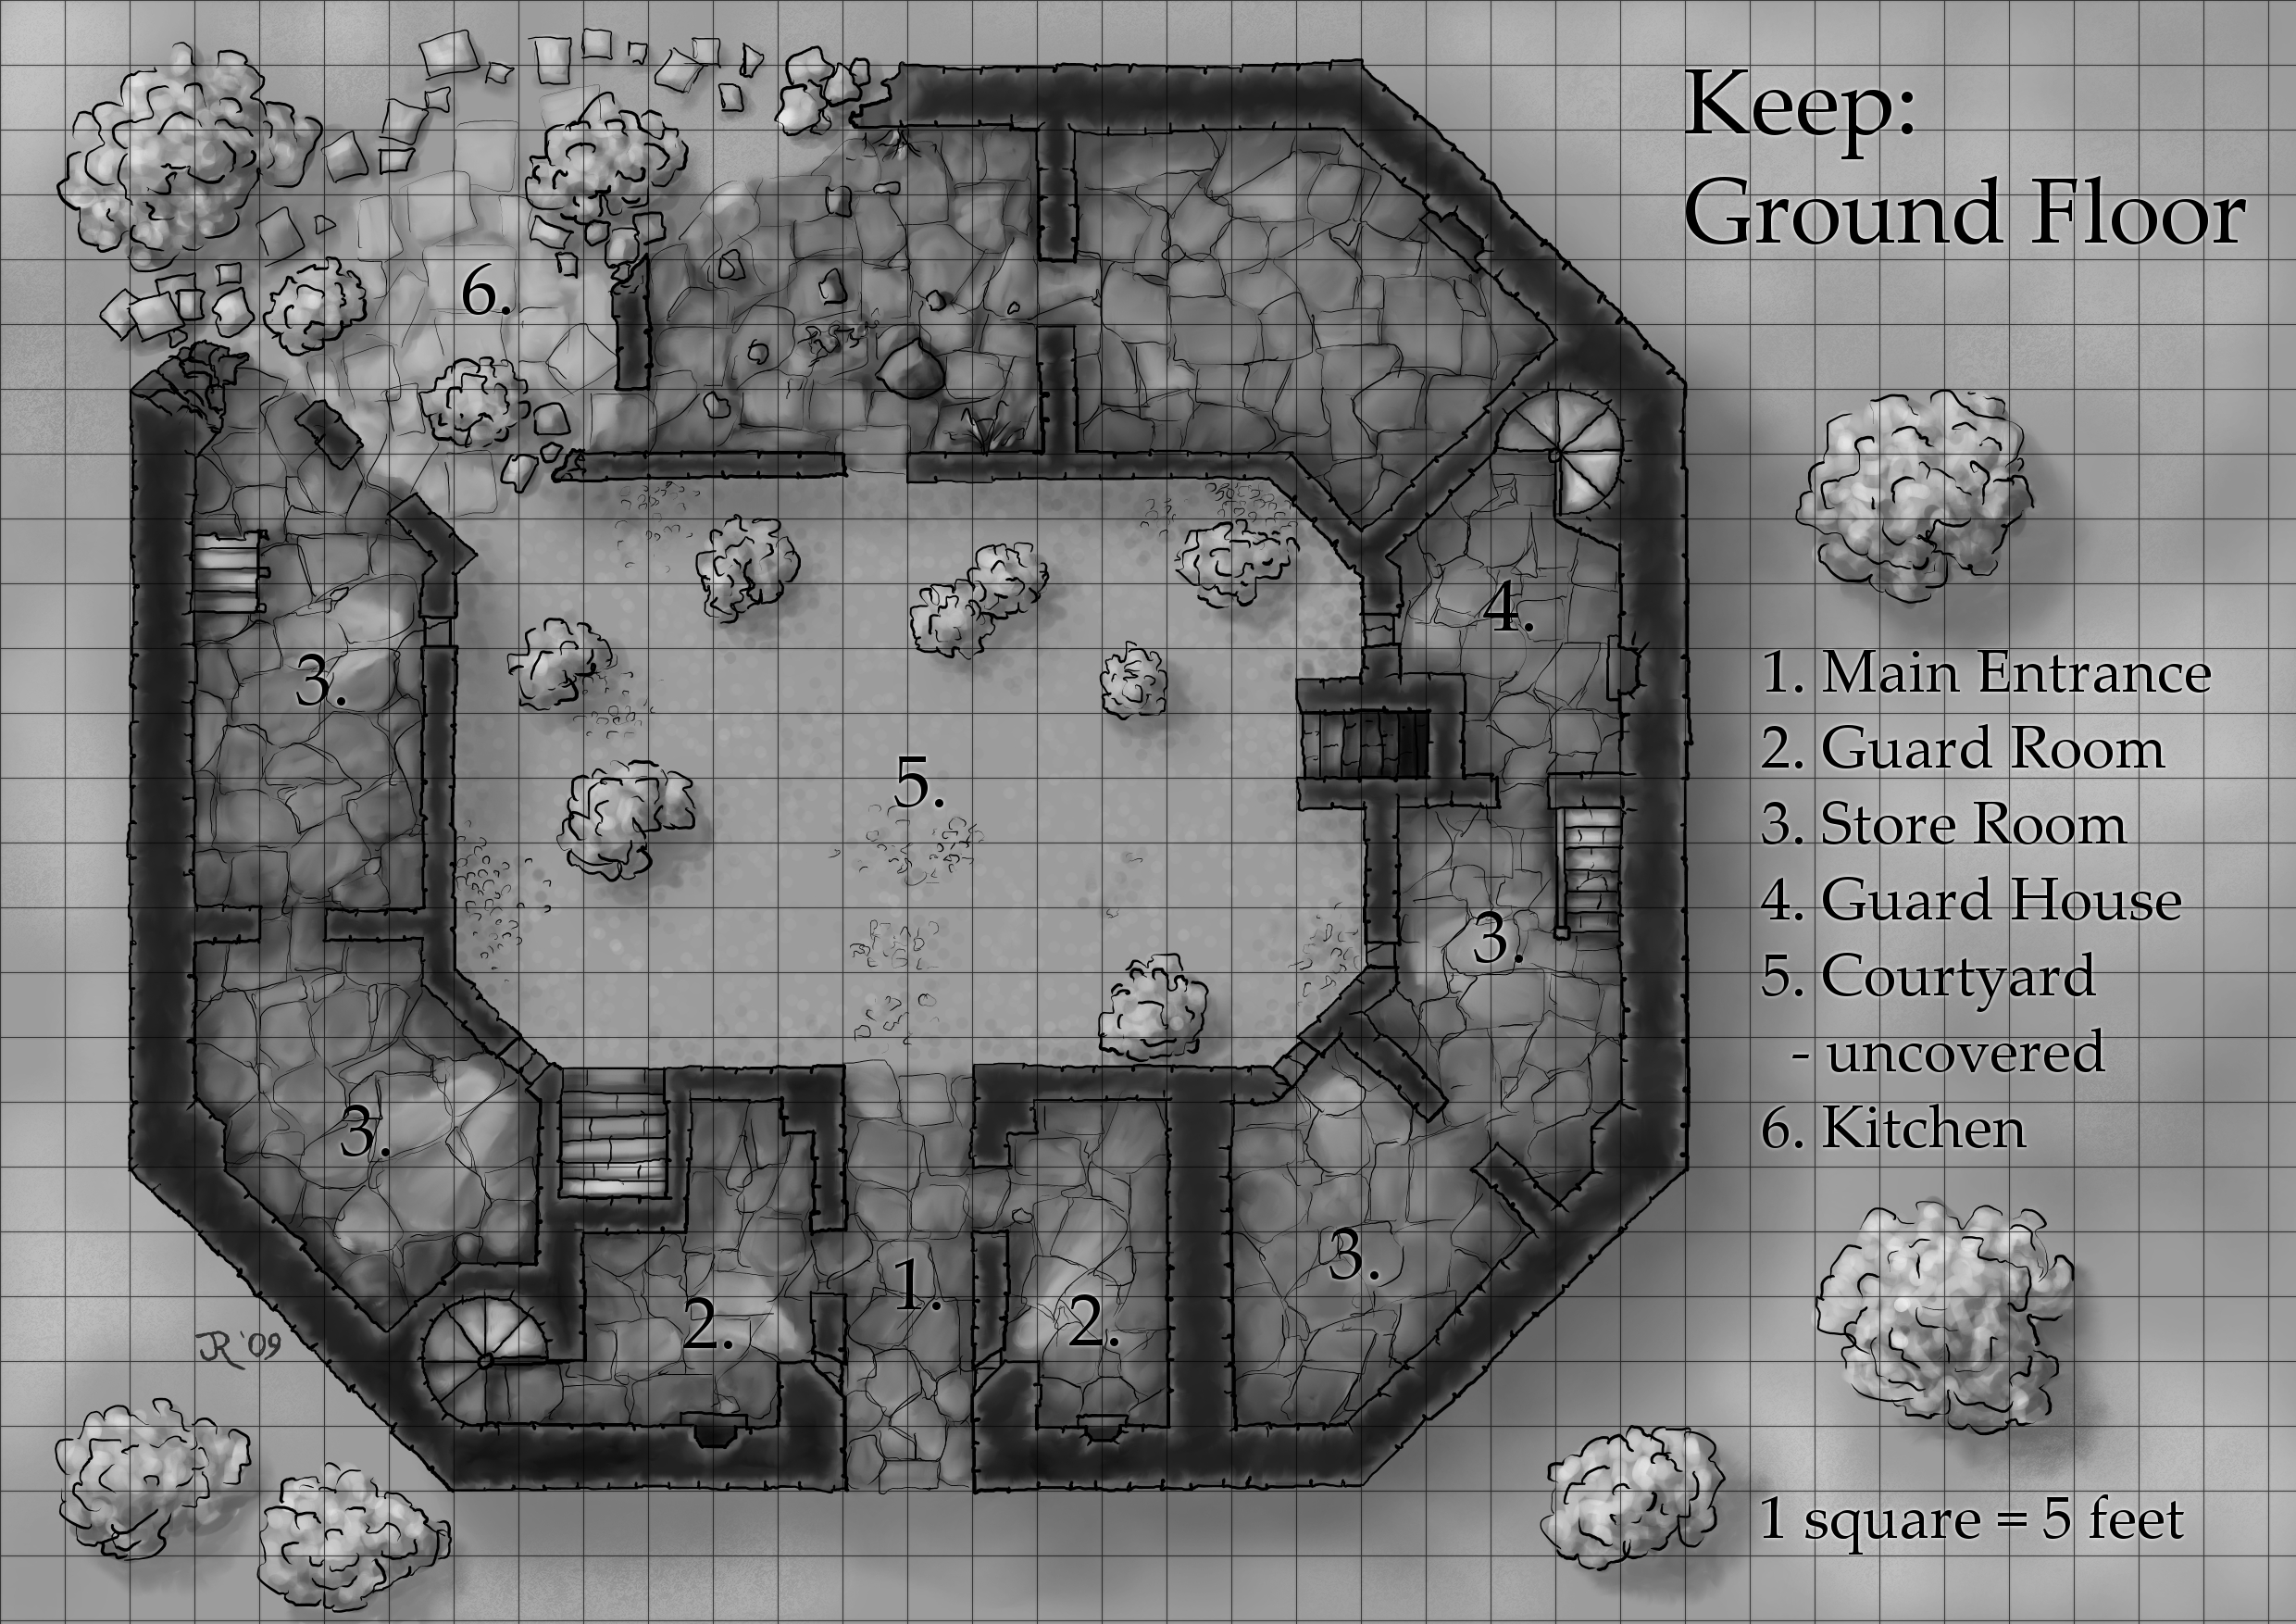 Keep:
Ground Floor
6.
4.
3.
5.
3.
3.
1.
3.
2.
2.
1. Main Entrance
2. Guard Room
3. Store Room
4. Guard House
5. Courtyard
- uncovered
6. Kitchen
JR '09
1 square = 5 feet